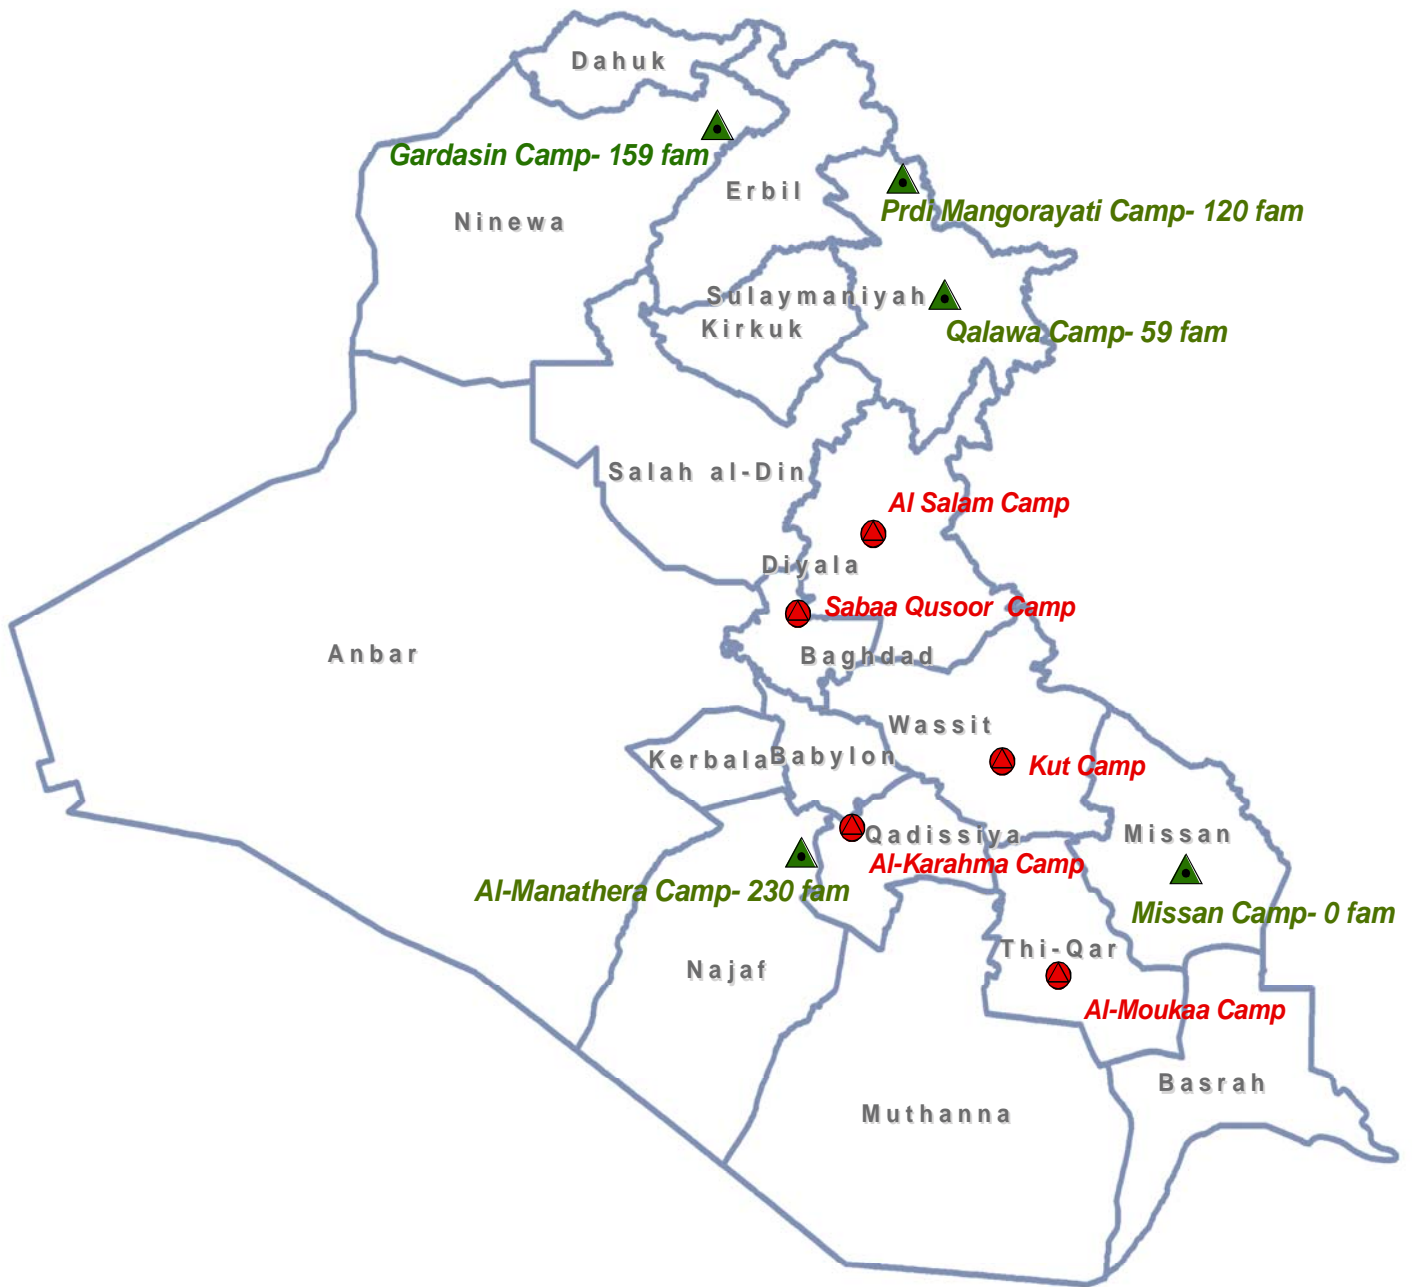 Dahuk
Gardasin Camp- 159 fam
Erbil
Prdi Mangorayati Camp- 120 fam
Ninewa
Sulaymaniyah
Kirkuk
Qalawa Camp- 59 fam
Salah al-Din
Al Salam Camp
Diyala
Sabaa Qusoor Camp
Anbar
Baghdad
Wassit
Kerbala
Babylon
Kut Camp
Qadissiya
Missan
Al-Karahma Camp
Al-Manathera Camp- 230 fam
Missan Camp- 0 fam
Thi-Qar
Najaf
Al-Moukaa Camp
Basrah
Muthanna